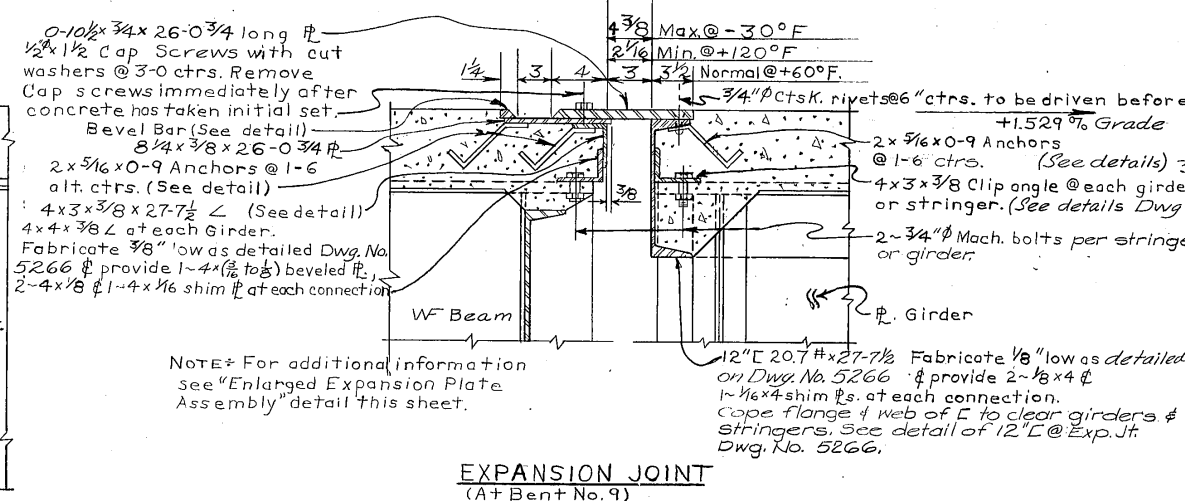 0-10½ x ¾ x 26-0¾ long ⅊
½"φ x 1½ Cap Screws with cut
washers @ 3-0 ctrs. Remove
Cap screws immediately after
concrete has taken initial set.
Bevel Bar (See detail)
8¼ x ⅜ x 26-0¾ ⅊
2 x 5/16 x 0-9 Anchors @ 1-6
alt. ctrs. (See detail)
4 x 3 x ⅜ x 27-7½ ∠ (See detail)
4 x 4 x ⅜ ∠ at each Girder.
Fabricate ⅜" low as detailed Dwg. No.
5266 & provide 1~4x(3/16 to ⅛) beveled ⅊,
2~4 x ⅛ & 1~4 x 1/16 shim ⅊ at each connection
4 3/8 Max. @ -30°F
2 1/16 Min. @ +120°F
1¼ 3 4 3 3½ Normal @ +60°F.
¾"φ Ctsk. rivets @ 6" ctrs. to be driven before
+1.529% Grade
2 x 5/16 x 0-9 Anchors
@ 1-6 ctrs. (See details)
4 x 3 x ⅜ Clip angle @ each girde
or stringer. (See details Dwg
2~¾"φ Mach. bolts per stringe
or girder.
3/8
WF Beam
⅊. Girder
NOTE: For additional information
see "Enlarged Expansion Plate
Assembly" detail this sheet.
12"[ 20.7 # x 27-7½ Fabricate ⅛" low as detailed
on Dwg. No. 5266 & provide 2~⅛ x 4 &
1~1/16 x 4 shim ⅊s. at each connection.
Cope flange & web of [ to clear girders &
stringers. See detail of 12"[ @ Exp. Jt.
Dwg. No. 5266.
EXPANSION JOINT
(At Bent No. 9)